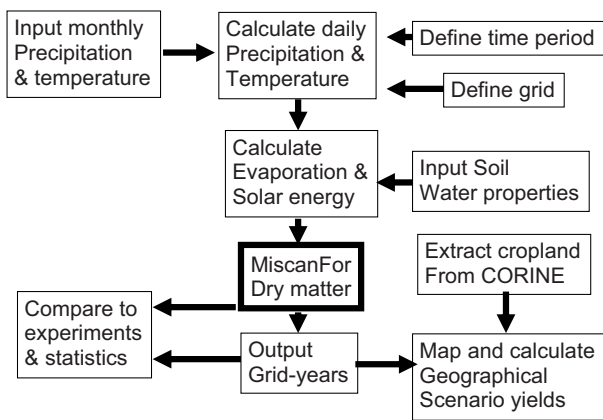 Input monthly
Precipitation
& temperature
Calculate daily
Precipitation &
Temperature
Define time period
Define grid
Calculate
Evaporation &
Solar energy
Input Soil
Water properties
MiscanFor
Dry matter
Extract cropland
From CORINE
Compare to
experiments
& statistics
Output
Grid-years
Map and calculate
Geographical
Scenario yields